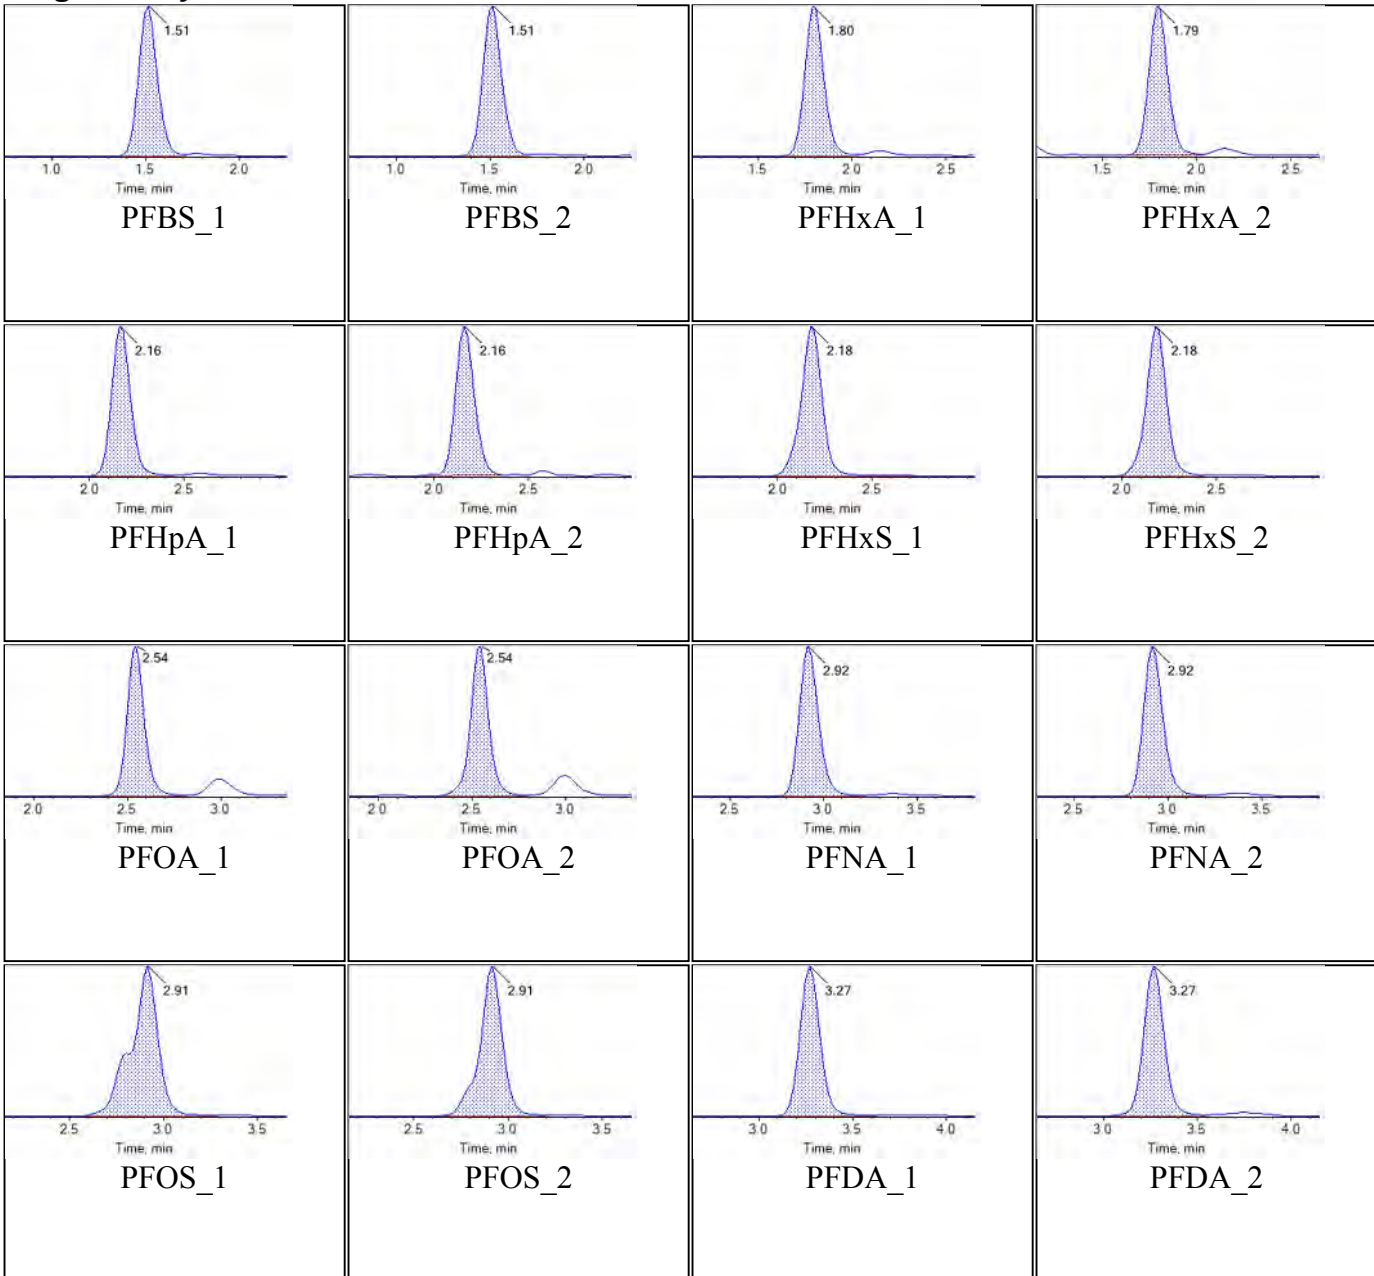 1.51
1.0 1.5 2.0
Time, min
PFBS_1
1.51
1.0 1.5 2.0
Time, min
PFBS_2
1.80
1.5 2.0 2.5
Time, min
PFHxA_1
1.79
1.5 2.0 2.5
Time, min
PFHxA_2
2.16
2.0 2.5
Time, min
PFHpA_1
2.16
2.0 2.5
Time, min
PFHpA_2
2.18
2.0 2.5
Time, min
PFHxS_1
2.18
2.0 2.5
Time, min
PFHxS_2
2.54
2.0 2.5 3.0
Time, min
PFOA_1
2.54
2.0 2.5 3.0
Time, min
PFOA_2
2.92
2.5 3.0 3.5
Time, min
PFNA_1
2.92
2.5 3.0 3.5
Time, min
PFNA_2
2.91
2.5 3.0 3.5
Time, min
PFOS_1
2.91
2.5 3.0 3.5
Time, min
PFOS_2
3.27
3.0 3.5 4.0
Time, min
PFDA_1
3.27
3.0 3.5 4.0
Time, min
PFDA_2